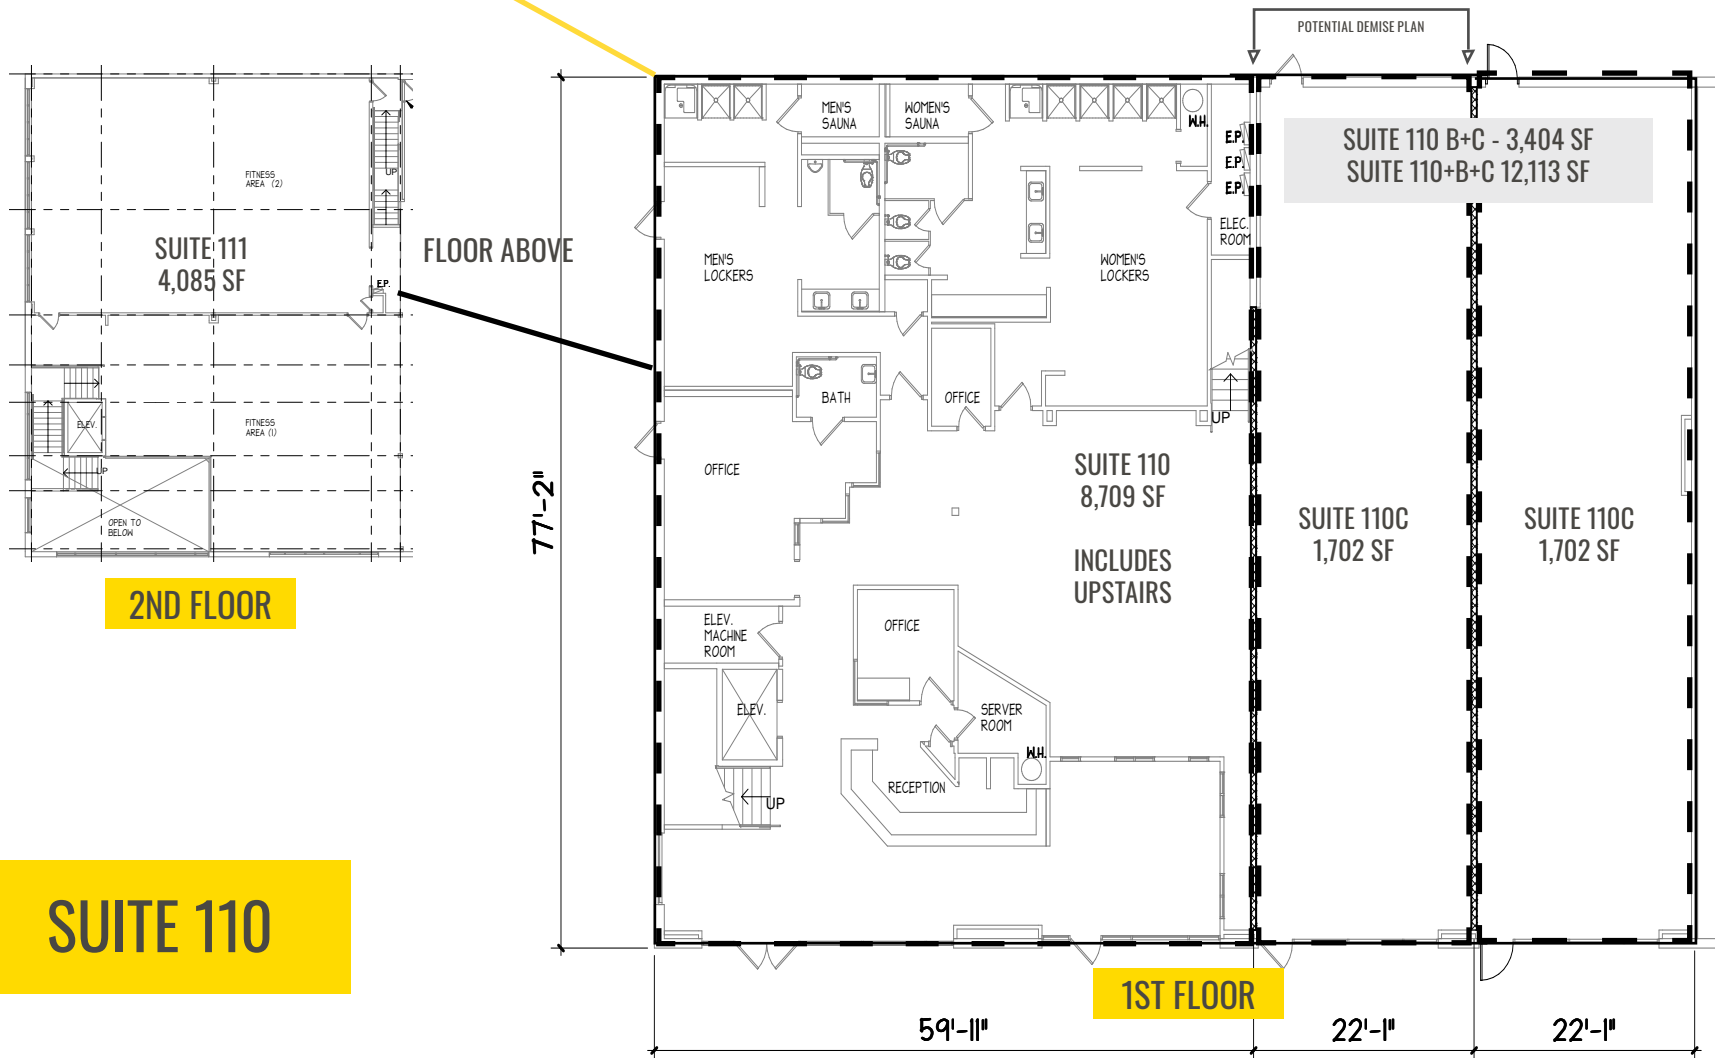 POTENTIAL DEMISE PLAN
SUITE 110 B+C - 3,404 SF
SUITE 110+B+C 12,113 SF
FITNESS
AREA (2)
UP
SUITE 111
4,085 SF
E.P.
FLOOR ABOVE
ELEV.
FITNESS
AREA (1)
UP
OPEN TO
BELOW
2ND FLOOR
SUITE 110
77'-2"
MEN'S
SAUNA
WOMEN'S
SAUNA
W.H.
E.P.
E.P.
E.P.
ELEC.
ROOM
MEN'S
LOCKERS
WOMEN'S
LOCKERS
BATH
OFFICE
UP
OFFICE
SUITE 110
8,709 SF
INCLUDES
UPSTAIRS
SUITE 110C
1,702 SF
SUITE 110C
1,702 SF
ELEV.
MACHINE
ROOM
OFFICE
ELEV.
SERVER
ROOM
W.H.
RECEPTION
UP
1ST FLOOR
59'-11"
22'-1"
22'-1"